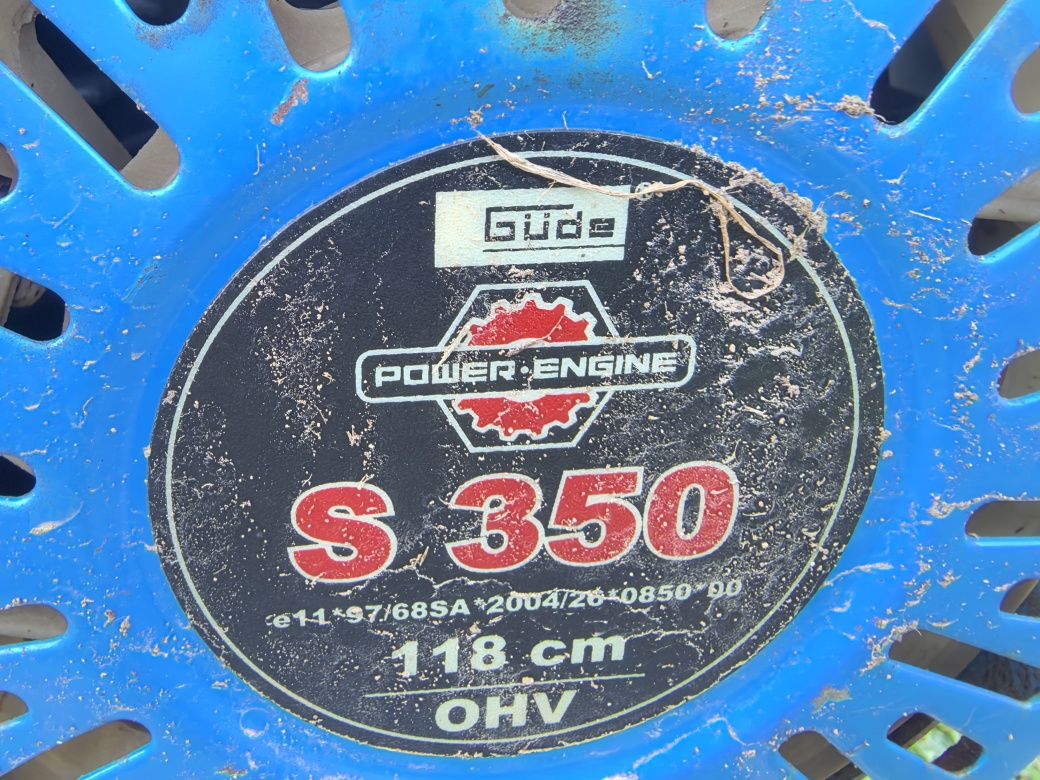 Güde
POWER·ENGINE
S 350
e11*97/68SA*2004/26*0850*00
118 cm
OHV